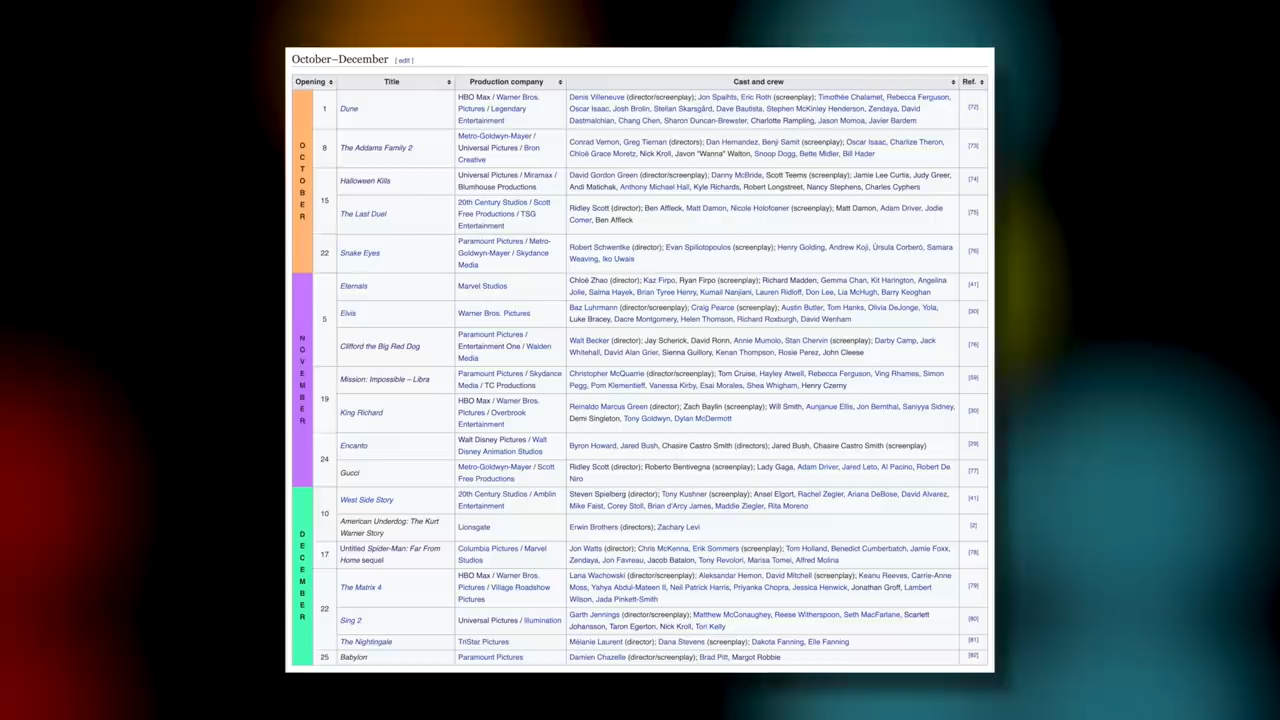 October–December [ edit ]
Opening Title Production company Cast and crew Ref.
OCTOBER
1 Dune HBO Max / Warner Bros. Pictures / Legendary Entertainment Denis Villeneuve (director/screenplay); Jon Spaihts, Eric Roth (screenplay); Timothée Chalamet, Rebecca Ferguson, Oscar Isaac, Josh Brolin, Stellan Skarsgård, Dave Bautista, Stephen McKinley Henderson, Zendaya, David Dastmalchian, Chang Chen, Sharon Duncan-Brewster, Charlotte Rampling, Jason Momoa, Javier Bardem [72]
8 The Addams Family 2 Metro-Goldwyn-Mayer / Universal Pictures / Bron Creative Conrad Vernon, Greg Tiernan (directors); Dan Hernandez, Benji Samit (screenplay); Oscar Isaac, Charlize Theron, Chloë Grace Moretz, Nick Kroll, Javon "Wanna" Walton, Snoop Dogg, Bette Midler, Bill Hader [73]
15 Halloween Kills Universal Pictures / Miramax / Blumhouse Productions David Gordon Green (director); Danny McBride, Scott Teems (screenplay); Jamie Lee Curtis, Judy Greer, Andi Matichak, Anthony Michael Hall, Kyle Richards, Robert Longstreet, Nancy Stephens, Charles Cyphers [74]
The Last Duel 20th Century Studios / Scott Free Productions / TSG Entertainment Ridley Scott (director); Ben Affleck, Matt Damon, Nicole Holofcener (screenplay); Matt Damon, Adam Driver, Jodie Comer, Ben Affleck [75]
22 Snake Eyes Paramount Pictures / Metro-Goldwyn-Mayer / Skydance Media Robert Schwentke (director); Evan Spiliotopoulos (screenplay); Henry Golding, Andrew Koji, Úrsula Corberó, Samara Weaving, Iko Uwais [76]
NOVEMBER
5 Eternals Marvel Studios Chloé Zhao (director); Kaz Firpo, Ryan Firpo (screenplay); Richard Madden, Gemma Chan, Kit Harington, Angelina Jolie, Salma Hayek, Brian Tyree Henry, Kumail Nanjiani, Lauren Ridloff, Don Lee, Lia McHugh, Barry Keoghan [41]
Elvis Warner Bros. Pictures Baz Luhrmann (director/screenplay); Craig Pearce (screenplay); Austin Butler, Tom Hanks, Olivia DeJonge, Yola, Luke Bracey, Dacre Montgomery, Helen Thomson, Richard Roxburgh, David Wenham [30]
Clifford the Big Red Dog Paramount Pictures / Entertainment One / Walden Media Walt Becker (director); Jay Scherick, David Ronn, Annie Mumolo, Stan Chervin (screenplay); Darby Camp, Jack Whitehall, David Alan Grier, Sienna Guillory, Kenan Thompson, Rosie Perez, John Cleese [76]
19 Mission: Impossible – Libra Paramount Pictures / Skydance Media / TC Productions Christopher McQuarrie (director/screenplay); Tom Cruise, Hayley Atwell, Rebecca Ferguson, Ving Rhames, Simon Pegg, Pom Klementieff, Vanessa Kirby, Esai Morales, Shea Whigham, Henry Czerny [59]
King Richard HBO Max / Warner Bros. Pictures / Overbrook Entertainment Reinaldo Marcus Green (director); Zach Baylin (screenplay); Will Smith, Aunjanue Ellis, Jon Bernthal, Saniyya Sidney, Demi Singleton, Tony Goldwyn, Dylan McDermott [30]
24 Encanto Walt Disney Pictures / Walt Disney Animation Studios Byron Howard, Jared Bush, Chasire Castro Smith (directors); Jared Bush, Chasire Castro Smith (screenplay) [29]
Gucci Metro-Goldwyn-Mayer / Scott Free Productions Ridley Scott (director); Roberto Bentivegna (screenplay); Lady Gaga, Adam Driver, Jared Leto, Al Pacino, Robert De Niro [77]
DECEMBER
10 West Side Story 20th Century Studios / Amblin Entertainment Steven Spielberg (director); Tony Kushner (screenplay); Ansel Elgort, Rachel Zegler, Ariana DeBose, David Alvarez, Mike Faist, Corey Stoll, Brian d'Arcy James, Maddie Ziegler, Rita Moreno [41]
American Underdog: The Kurt Warner Story Lionsgate Erwin Brothers (directors); Zachary Levi [2]
17 Untitled Spider-Man: Far From Home sequel Columbia Pictures / Marvel Studios Jon Watts (director); Chris McKenna, Erik Sommers (screenplay); Tom Holland, Benedict Cumberbatch, Jamie Foxx, Zendaya, Jon Favreau, Jacob Batalon, Tony Revolori, Marisa Tomei, Alfred Molina [78]
22 The Matrix 4 HBO Max / Warner Bros. Pictures / Village Roadshow Pictures Lana Wachowski (director/screenplay); Aleksandar Hemon, David Mitchell (screenplay); Keanu Reeves, Carrie-Anne Moss, Yahya Abdul-Mateen II, Neil Patrick Harris, Priyanka Chopra, Jessica Henwick, Jonathan Groff, Lambert Wilson, Jada Pinkett-Smith [79]
Sing 2 Universal Pictures / Illumination Garth Jennings (director/screenplay); Matthew McConaughey, Reese Witherspoon, Seth MacFarlane, Scarlett Johansson, Taron Egerton, Nick Kroll, Tori Kelly [80]
The Nightingale TriStar Pictures Mélanie Laurent (director); Dana Stevens (screenplay); Dakota Fanning, Elle Fanning [81]
25 Babylon Paramount Pictures Damien Chazelle (director/screenplay); Brad Pitt, Margot Robbie [82]